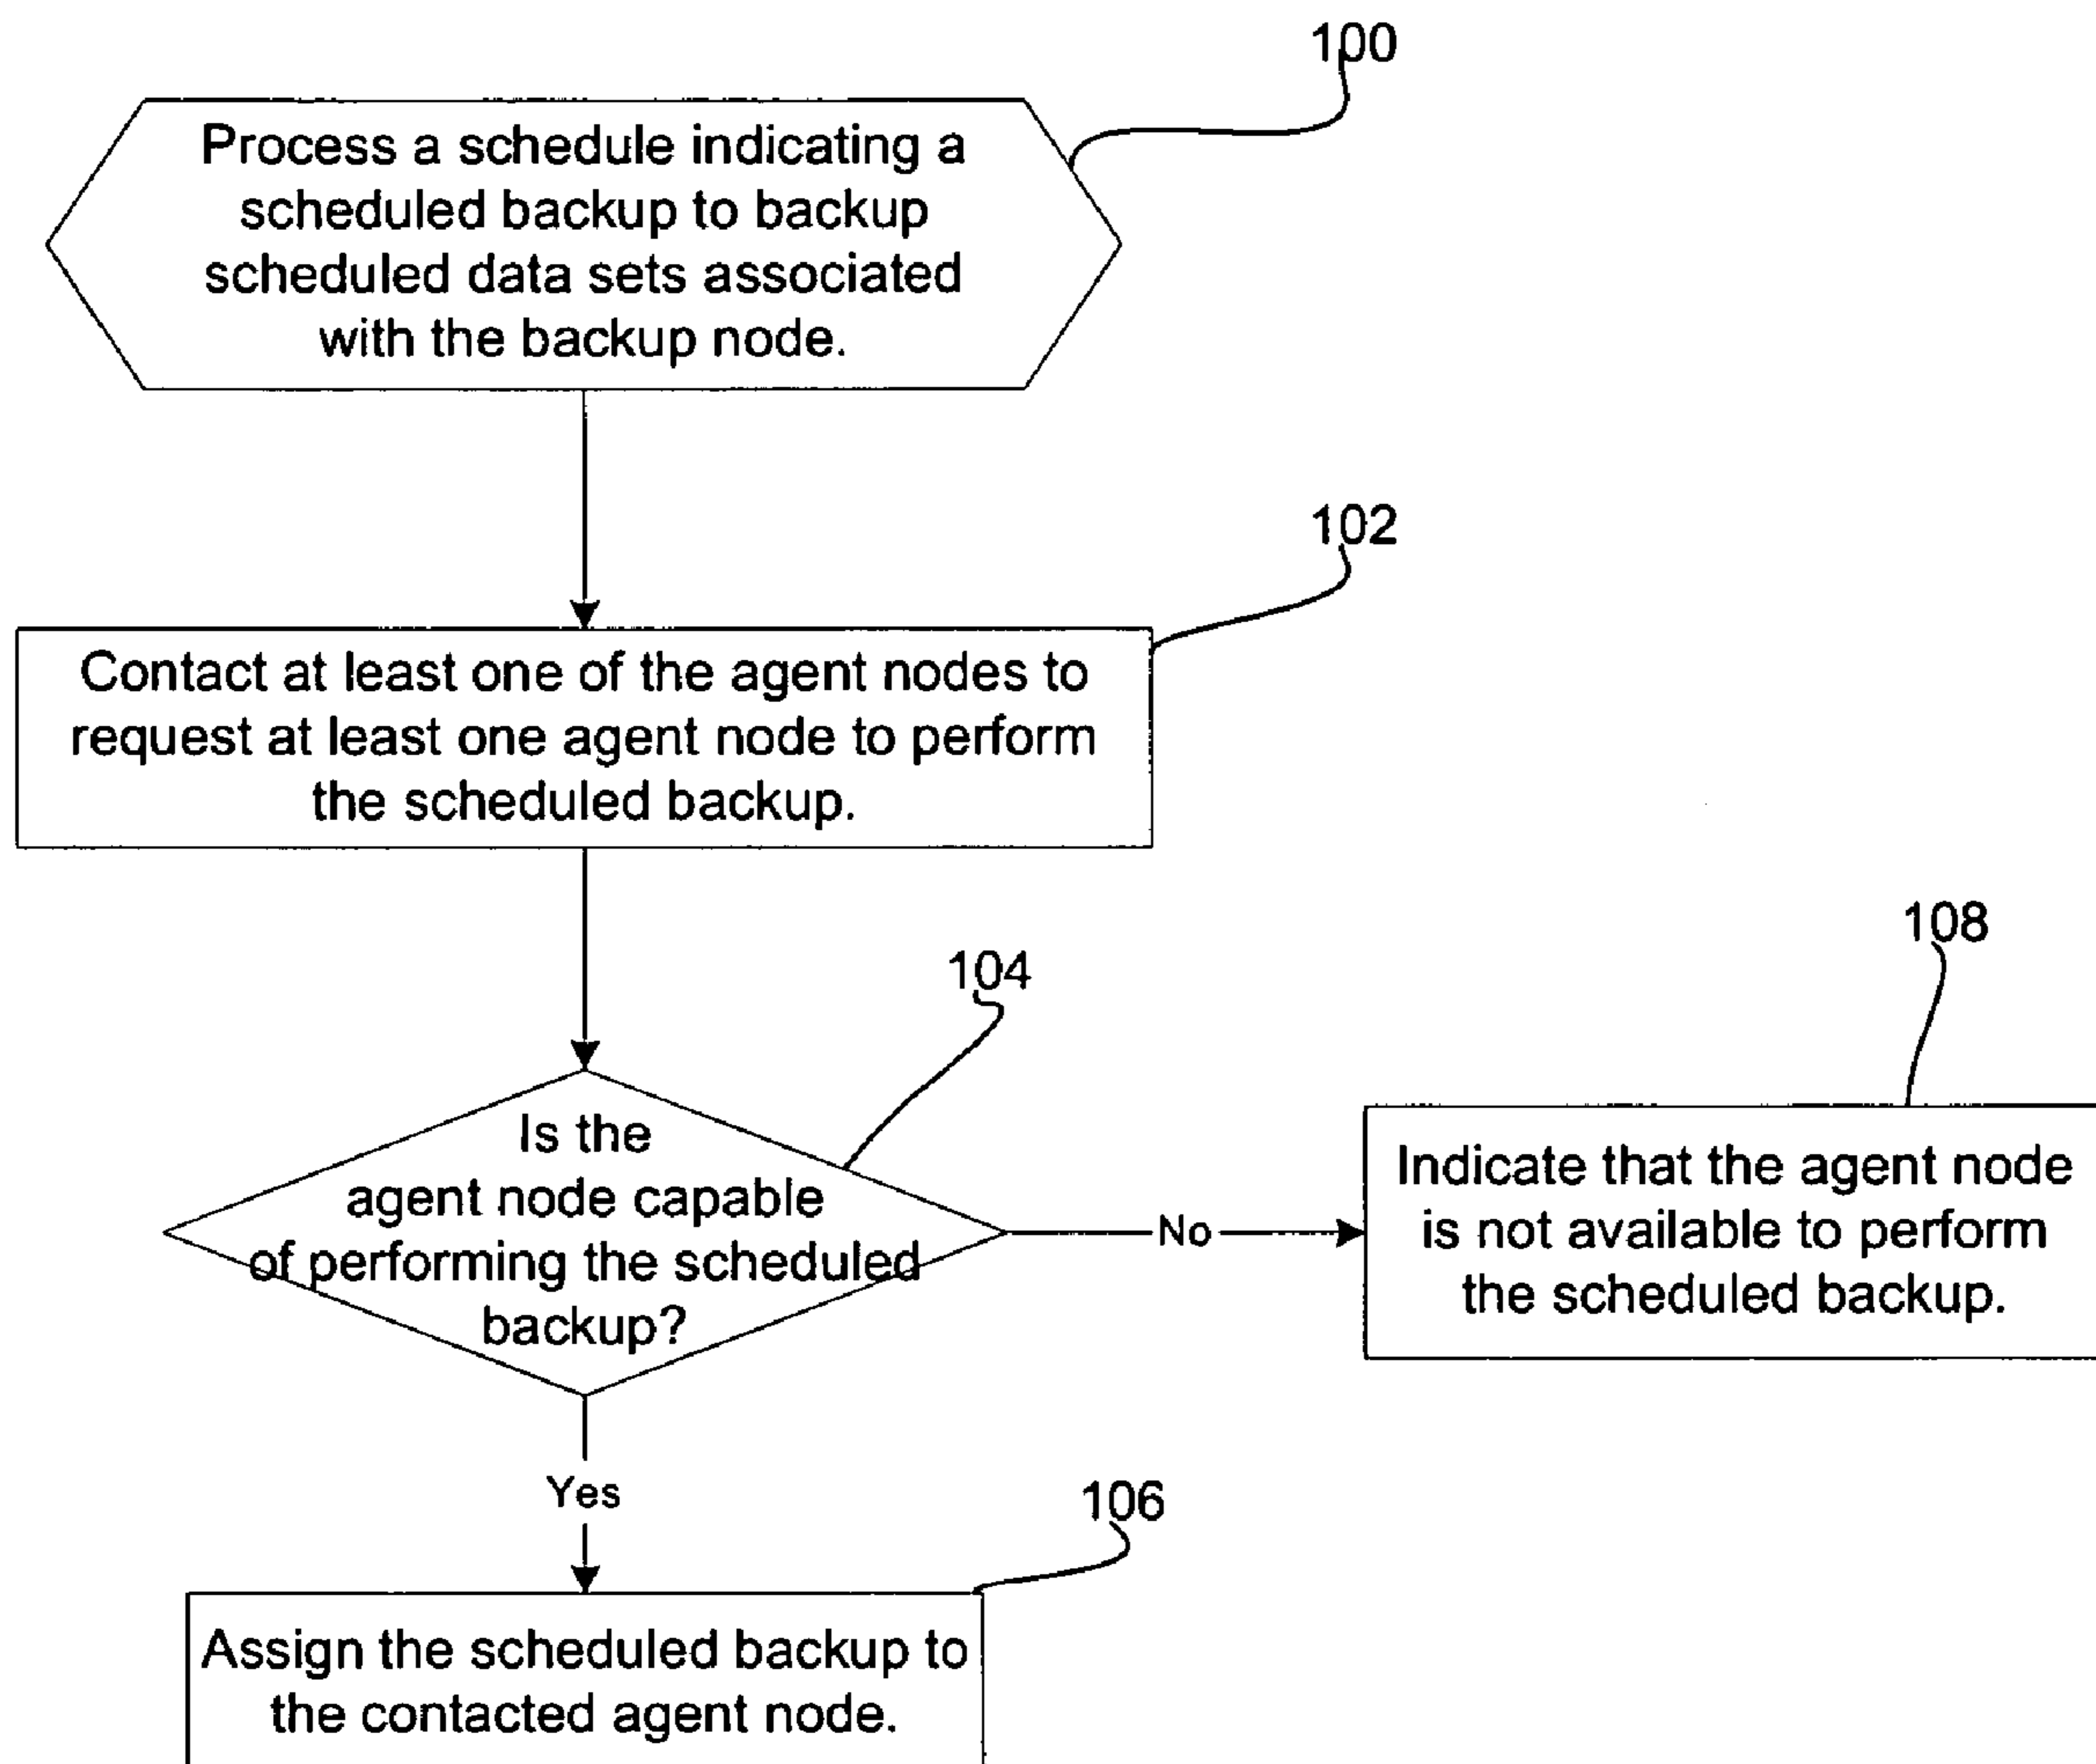 100
Process a schedule indicating a
scheduled backup to backup
scheduled data sets associated
with the backup node.
102
Contact at least one of the agent nodes to
request at least one agent node to perform
the scheduled backup.
104
Is the
agent node capable
of performing the scheduled
backup?
No
108
Indicate that the agent node
is not available to perform
the scheduled backup.
Yes
106
Assign the scheduled backup to
the contacted agent node.